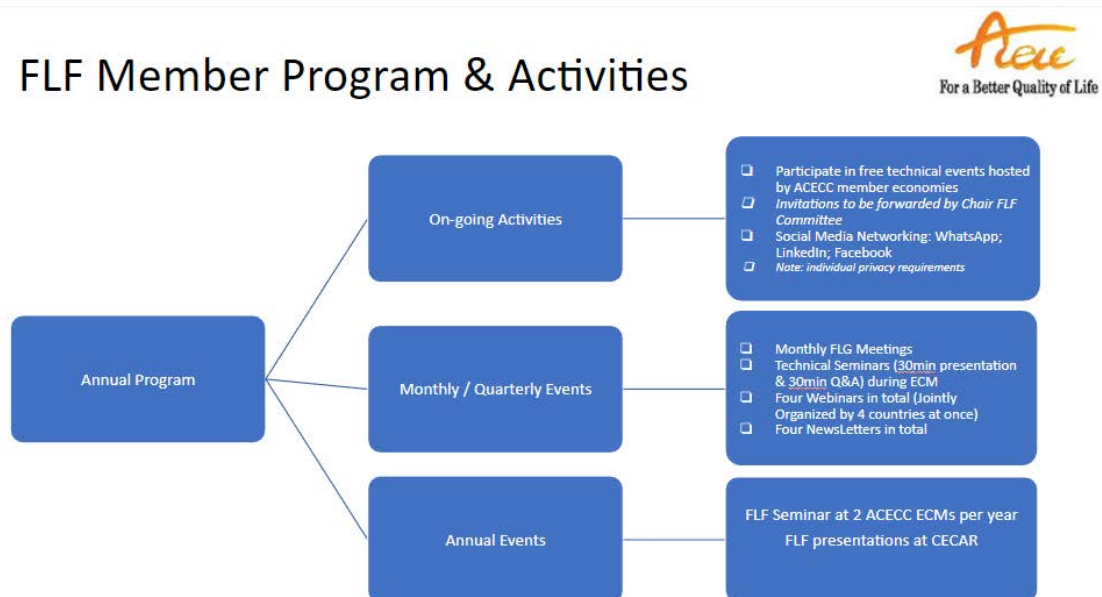 FLF Member Program & Activities
For a Better Quality of Life
Annual Program
On-going Activities
Participate in free technical events hosted
by ACECC member economies
Invitations to be forwarded by Chair FLF
Committee
Social Media Networking: WhatsApp;
LinkedIn; Facebook
Note: individual privacy requirements
Monthly / Quarterly Events
Monthly FLG Meetings
Technical Seminars (30min presentation
& 30min Q&A) during ECM
Four Webinars in total (Jointly
Organized by 4 countries at once)
Four NewsLetters in total
Annual Events
FLF Seminar at 2 ACECC ECMs per year
FLF presentations at CECAR